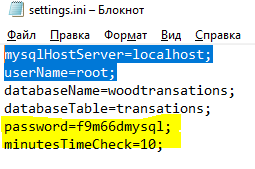 settings.ini – Блокнот
Файл Правка Формат Вид Справка
mysqlHostServer=localhost;
userName=root;
databaseName=woodtransations;
databaseTable=transations;
password=f9m66dmysql;
minutesTimeCheck=10;